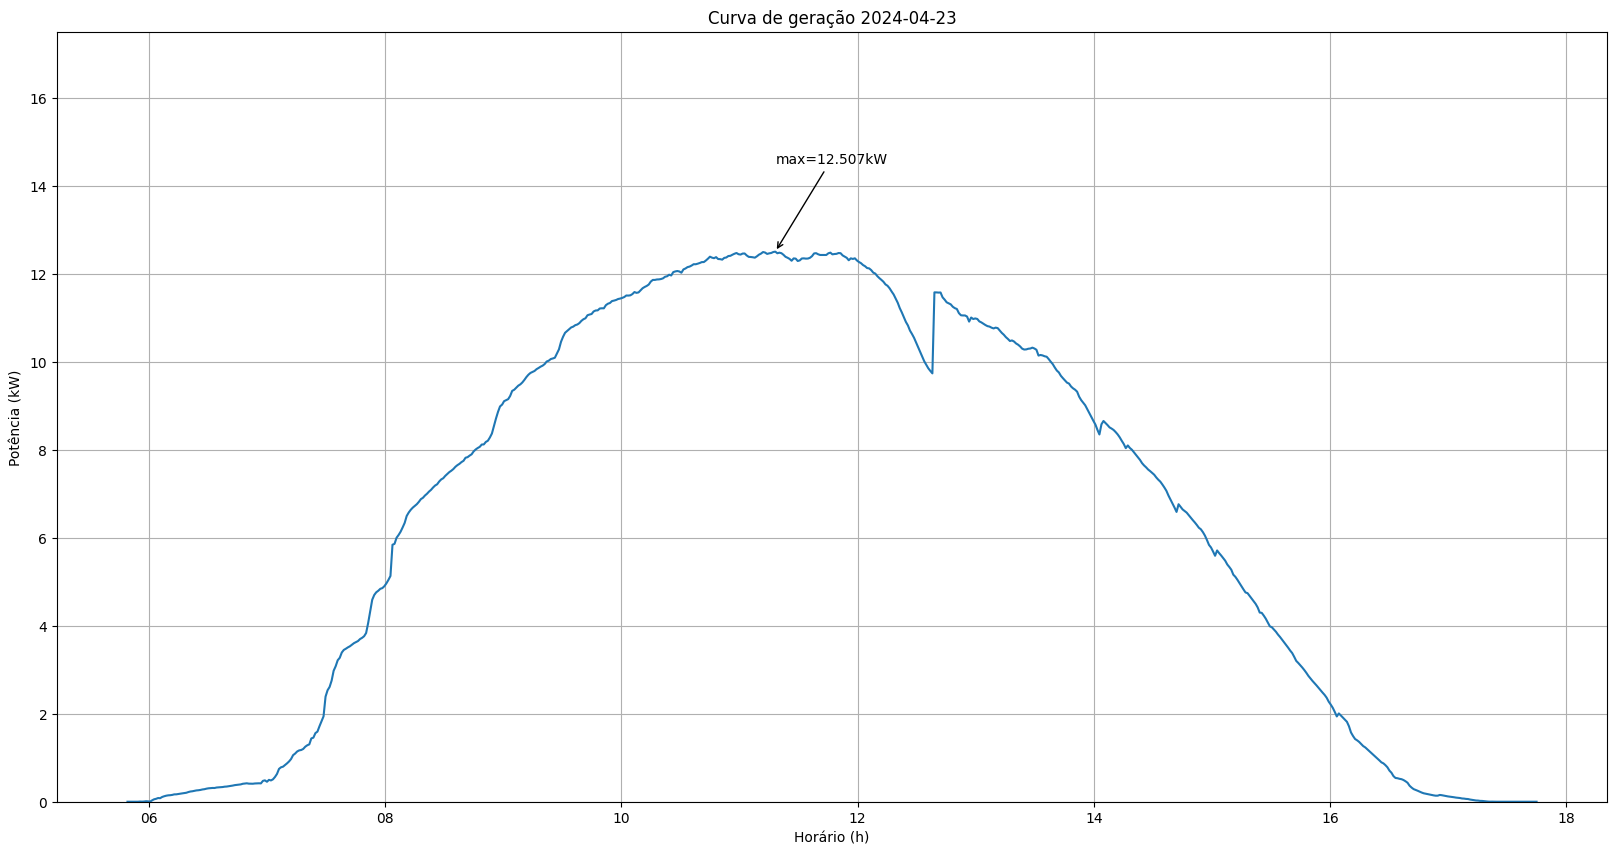 Curva de geração 2024-04-23
16
14
12
10
8
6
4
2
0
Potência (kW)
max=12.507kW
06 08 10 12 14 16 18
Horário (h)